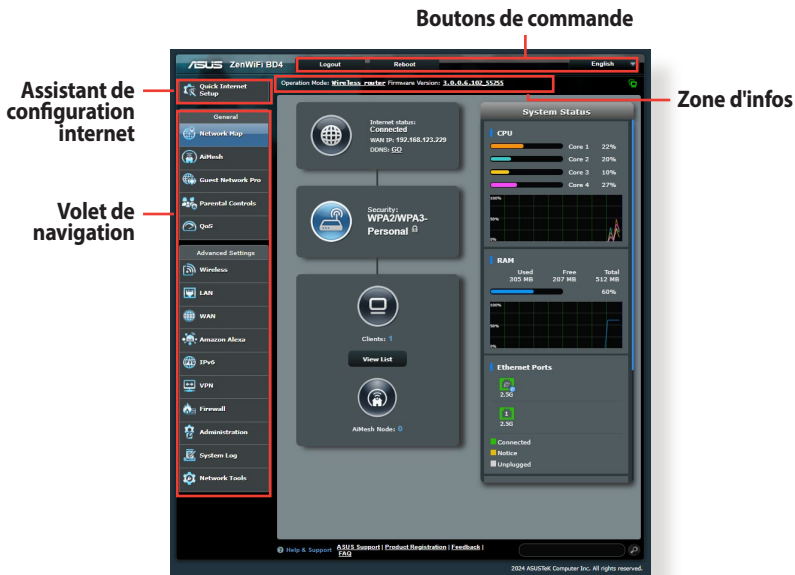 Boutons de commande
ASUS ZenWiFi BD4
Logout
Reboot
English
Assistant de
configuration
internet
Quick Internet
Setup
Operation Mode: Wireless router Firmware Version: 3.0.0.6.102_55255
Zone d'infos
Volet de
navigation
General
Network Map
AiMesh
Guest Network Pro
Parental Controls
QoS
Advanced Settings
Wireless
LAN
WAN
Amazon Alexa
IPv6
VPN
Firewall
Administration
System Log
Network Tools
Internet status:
Connected
WAN IP: 192.168.123.229
DDNS: GO
Security:
WPA2/WPA3-
Personal
Clients: 1
View List
AiMesh Node: 0
System Status
CPU
Core 1 22%
Core 2 20%
Core 3 10%
Core 4 27%
100%
50%
0%
RAM
Used Free Total
305 MB 207 MB 512 MB
60%
100%
50%
0%
Ethernet Ports
2.5G
1
2.5G
Connected
Notice
Unplugged
Help & Support ASUS Support | Product Registration | Feedback |
FAQ
2024 ASUSTeK Computer Inc. All rights reserved.